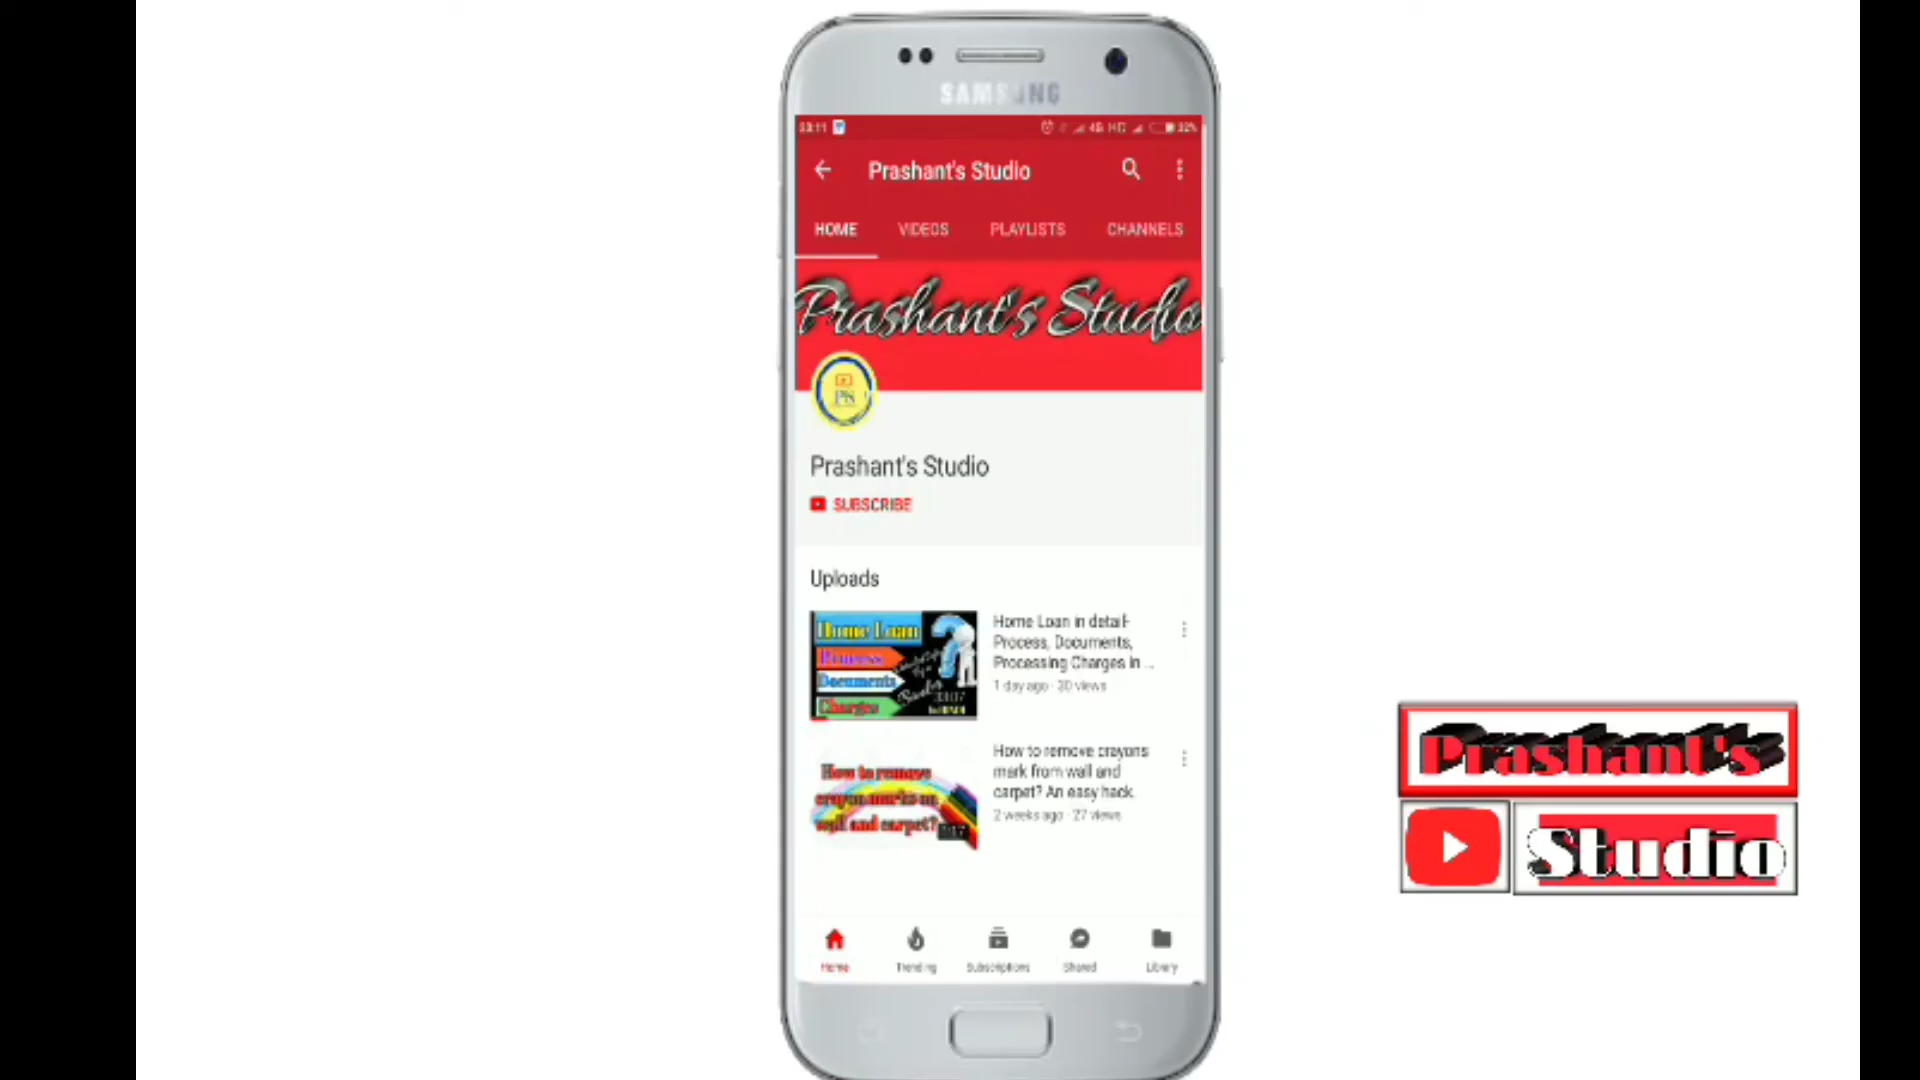 SAMSUNG
Prashant's Studio
HOME VIDEOS PLAYLISTS CHANNELS
Prashant's Studio
Prashant's Studio
SUBSCRIBE
Uploads
Home Loan
Process
Documents
Charges
Home Loan in detail-
Process, Documents,
Processing Charges in ...
1 day ago · 30 views
How to remove
crayon marks on
wall and carpet?
How to remove crayons
mark from wall and
carpet? An easy hack.
2 weeks ago · 27 views
Home Trending Subscriptions Shared Library
Prashant's
Studio